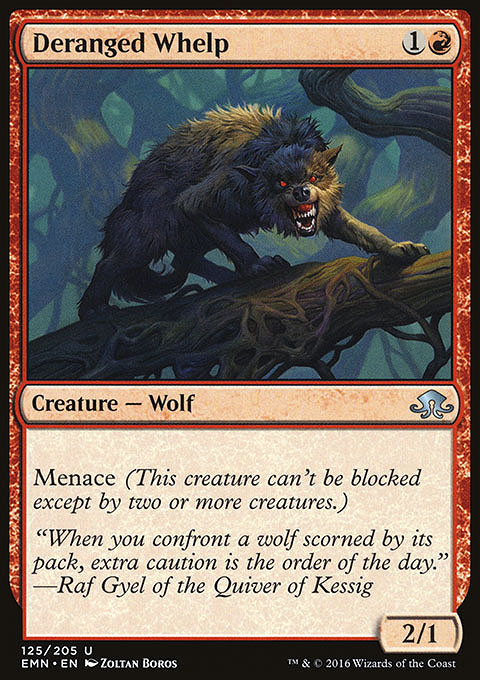 Deranged Whelp 1
Creature — Wolf
Menace (This creature can't be blocked
except by two or more creatures.)
“When you confront a wolf scorned by its
pack, extra caution is the order of the day.”
—Raf Gyel of the Quiver of Kessig
2/1
125/205 U
EMN • EN Zoltan Boros
™ & © 2016 Wizards of the Coast